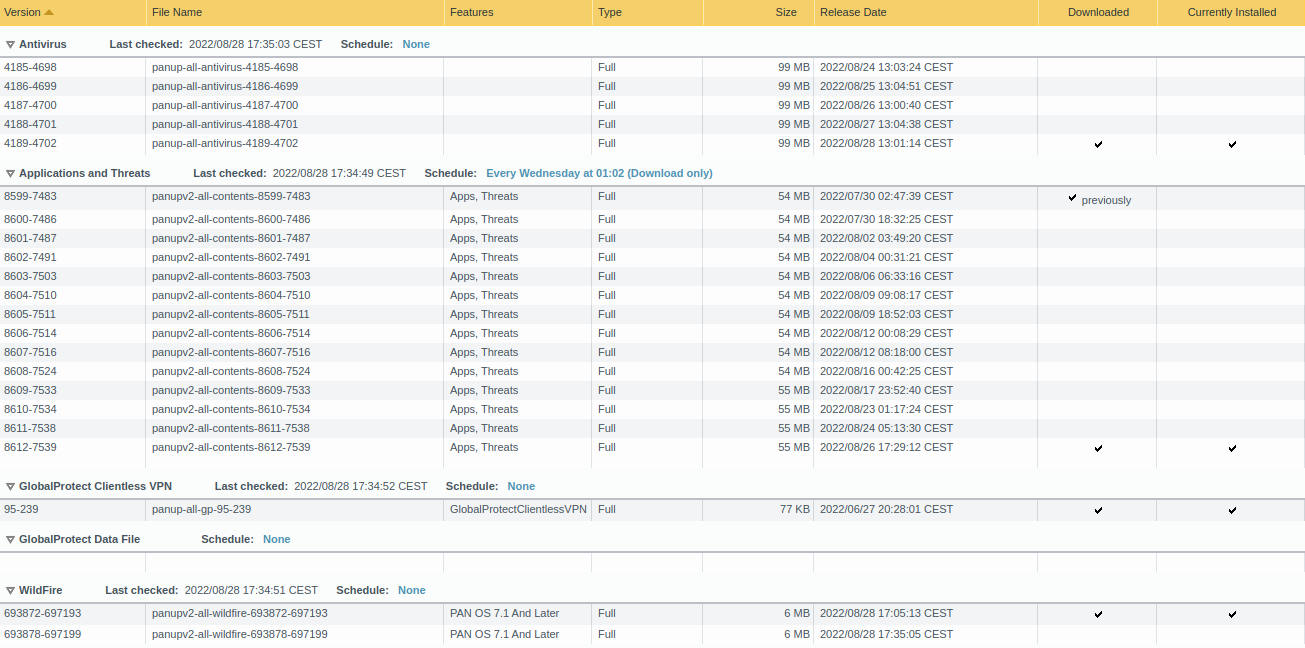 Version File Name Features Type Size Release Date Downloaded Currently Installed
Antivirus Last checked: 2022/08/28 17:35:03 CEST Schedule: None
4185-4698 panup-all-antivirus-4185-4698 Full 99 MB 2022/08/24 13:03:24 CEST
4186-4699 panup-all-antivirus-4186-4699 Full 99 MB 2022/08/25 13:04:51 CEST
4187-4700 panup-all-antivirus-4187-4700 Full 99 MB 2022/08/26 13:00:40 CEST
4188-4701 panup-all-antivirus-4188-4701 Full 99 MB 2022/08/27 13:04:38 CEST
4189-4702 panup-all-antivirus-4189-4702 Full 99 MB 2022/08/28 13:01:14 CEST
Applications and Threats Last checked: 2022/08/28 17:34:49 CEST Schedule: Every Wednesday at 01:02 (Download only)
8599-7483 panupv2-all-contents-8599-7483 Apps, Threats Full 54 MB 2022/07/30 02:47:39 CEST previously
8600-7486 panupv2-all-contents-8600-7486 Apps, Threats Full 54 MB 2022/07/30 18:32:25 CEST
8601-7487 panupv2-all-contents-8601-7487 Apps, Threats Full 54 MB 2022/08/02 03:49:20 CEST
8602-7491 panupv2-all-contents-8602-7491 Apps, Threats Full 54 MB 2022/08/04 00:31:21 CEST
8603-7503 panupv2-all-contents-8603-7503 Apps, Threats Full 54 MB 2022/08/06 06:33:16 CEST
8604-7510 panupv2-all-contents-8604-7510 Apps, Threats Full 54 MB 2022/08/09 09:08:17 CEST
8605-7511 panupv2-all-contents-8605-7511 Apps, Threats Full 54 MB 2022/08/09 18:52:03 CEST
8606-7514 panupv2-all-contents-8606-7514 Apps, Threats Full 54 MB 2022/08/12 00:08:29 CEST
8607-7516 panupv2-all-contents-8607-7516 Apps, Threats Full 54 MB 2022/08/12 08:18:00 CEST
8608-7524 panupv2-all-contents-8608-7524 Apps, Threats Full 54 MB 2022/08/16 00:42:25 CEST
8609-7533 panupv2-all-contents-8609-7533 Apps, Threats Full 55 MB 2022/08/17 23:52:40 CEST
8610-7534 panupv2-all-contents-8610-7534 Apps, Threats Full 55 MB 2022/08/23 01:17:24 CEST
8611-7538 panupv2-all-contents-8611-7538 Apps, Threats Full 55 MB 2022/08/24 05:13:30 CEST
8612-7539 panupv2-all-contents-8612-7539 Apps, Threats Full 55 MB 2022/08/26 17:29:12 CEST
GlobalProtect Clientless VPN Last checked: 2022/08/28 17:34:52 CEST Schedule: None
95-239 panup-all-gp-95-239 GlobalProtectClientlessVPN Full 77 KB 2022/06/27 20:28:01 CEST
GlobalProtect Data File Schedule: None
WildFire Last checked: 2022/08/28 17:34:51 CEST Schedule: None
693872-697193 panupv2-all-wildfire-693872-697193 PAN OS 7.1 And Later Full 6 MB 2022/08/28 17:05:13 CEST
693878-697199 panupv2-all-wildfire-693878-697199 PAN OS 7.1 And Later Full 6 MB 2022/08/28 17:35:05 CEST